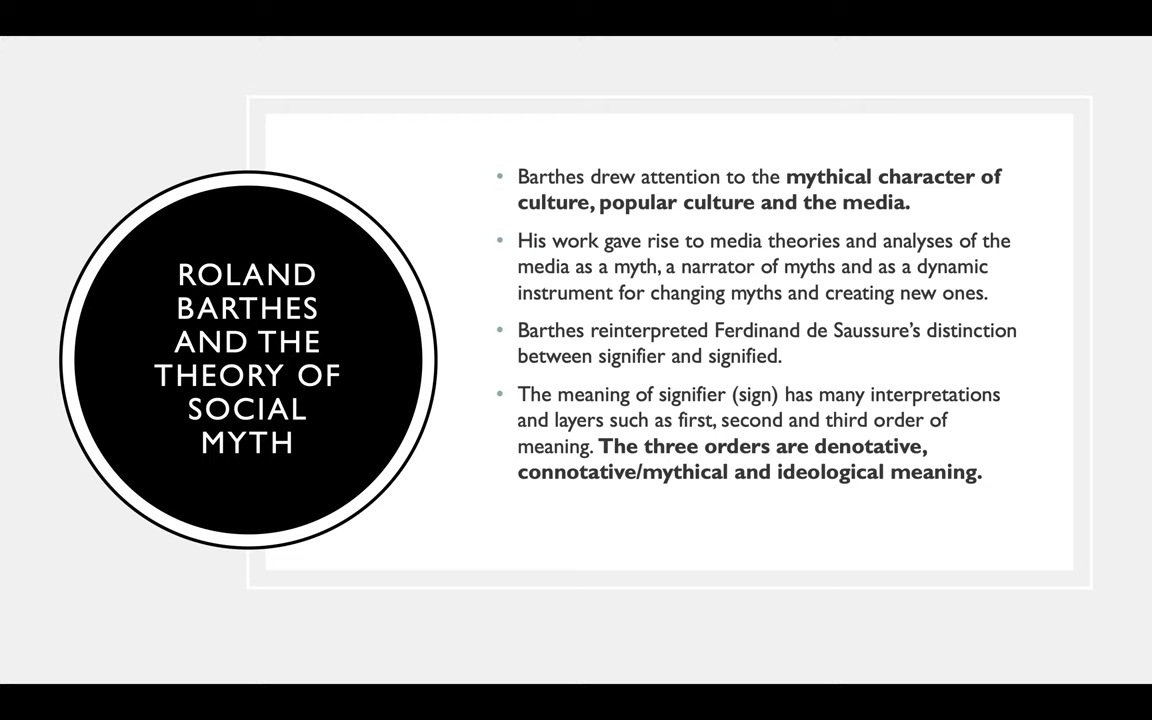 ROLAND
BARTHES
AND THE
THEORY OF
SOCIAL
MYTH
• Barthes drew attention to the mythical character of
culture, popular culture and the media.
• His work gave rise to media theories and analyses of the
media as a myth, a narrator of myths and as a dynamic
instrument for changing myths and creating new ones.
• Barthes reinterpreted Ferdinand de Saussure’s distinction
between signifier and signified.
• The meaning of signifier (sign) has many interpretations
and layers such as first, second and third order of
meaning. The three orders are denotative,
connotative/mythical and ideological meaning.